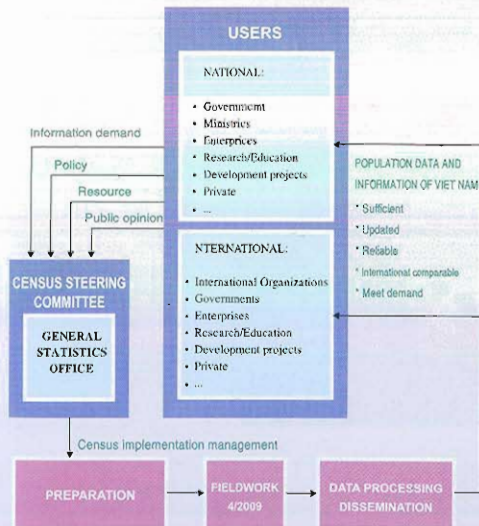 USERS
NATIONAL:
• Government
• Ministries
• Enterprices
• Research/Education
• Development projects
• Private
• ...
Information demand
Policy
Resource
Public opinion
POPULATION DATA AND
INFORMATION OF VIET NAM
* Sufficient
* Updated
* Reliable
* International comparable
* Meet demand
NTERNATIONAL:
• International Organizations
• Governments
• Enterprises
• Research/Education
• Development projects
• Private
• ...
CENSUS STEERING
COMMITTEE
GENERAL
STATISTICS
OFFICE
Census implementation management
PREPARATION
FIELDWORK
4/2009
DATA PROCESSING
DISSEMINATION